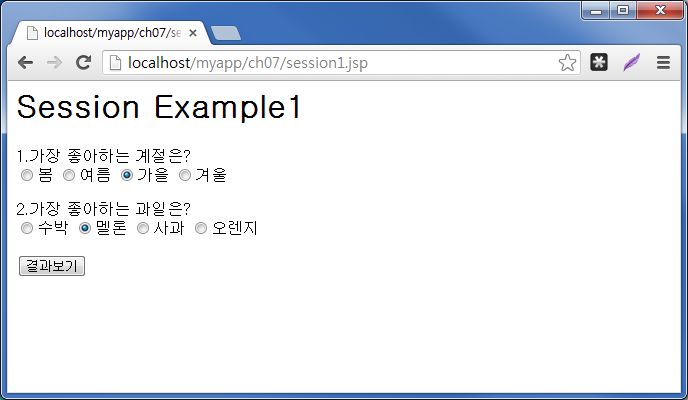 localhost/myapp/ch07/se
localhost/myapp/ch07/session1.jsp
Session Example1
1.가장 좋아하는 계절은?
봄 여름 가을 겨울
2.가장 좋아하는 과일은?
수박 멜론 사과 오렌지
결과보기